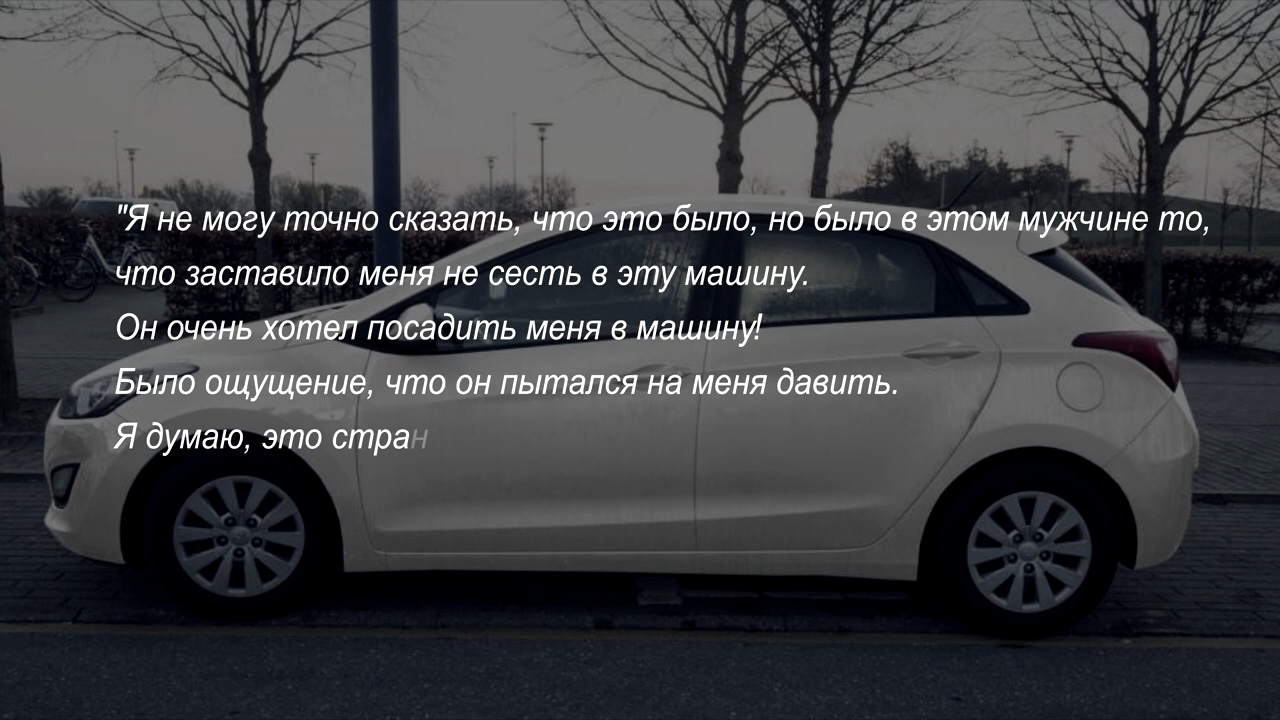 "Я не могу точно сказать, что это было, но было в этом мужчине то,
что заставило меня не сесть в эту машину.
Он очень хотел посадить меня в машину!
Было ощущение, что он пытался на меня давить.
Я думаю, это стран